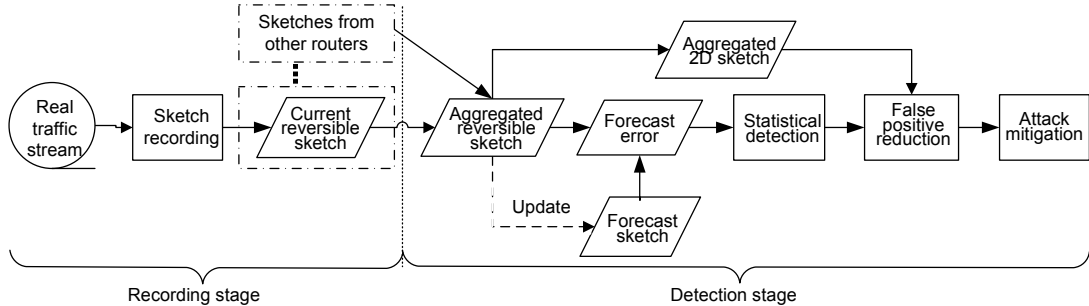 Sketches from
other routers
Aggregated
2D sketch
Real
traffic
stream
Sketch
recording
Current
reversible
sketch
Aggregated
reversible
sketch
Forecast
error
Statistical
detection
False
positive
reduction
Attack
mitigation
Update
Forecast
sketch
Recording stage
Detection stage